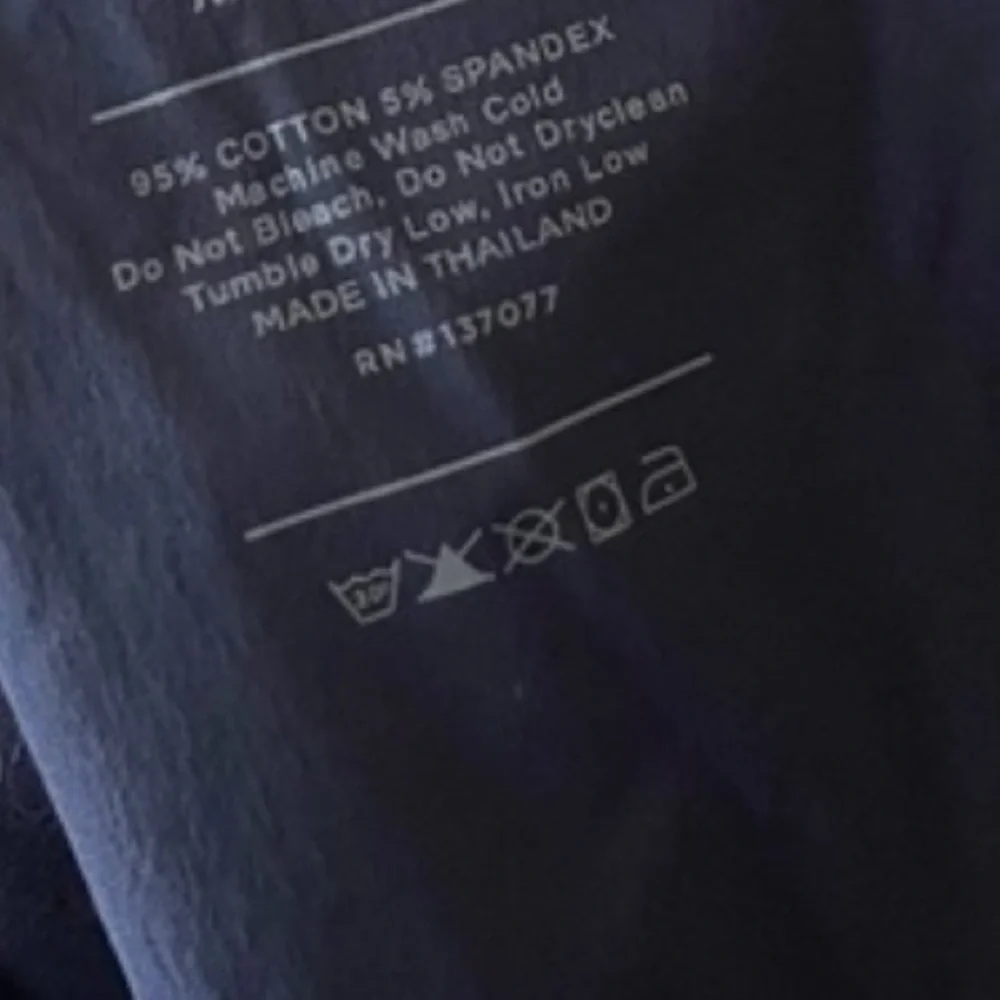 95% COTTON 5% SPANDEX
Machine Wash Cold
Do Not Bleach, Do Not Dryclean
Tumble Dry Low, Iron Low
MADE IN THAILAND
RN#137077
30°